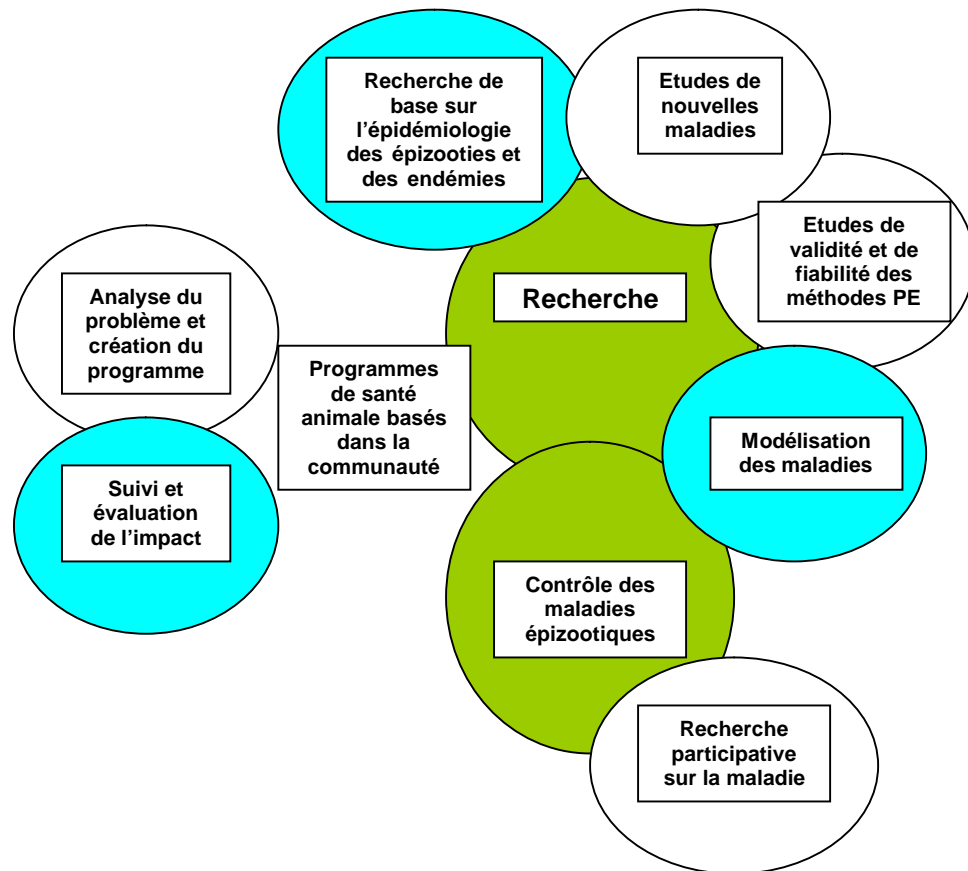 Recherche de
base sur
l'épidémiologie
des épizooties et
des endémies
Etudes de
nouvelles
maladies
Etudes de
validité et de
fiabilité des
méthodes PE
Recherche
Analyse du
problème et
création du
programme
Programmes
de santé
animale basés
dans la
communauté
Modélisation
des maladies
Suivi et
évaluation
de l'impact
Contrôle des
maladies
épizootiques
Recherche
participative
sur la maladie